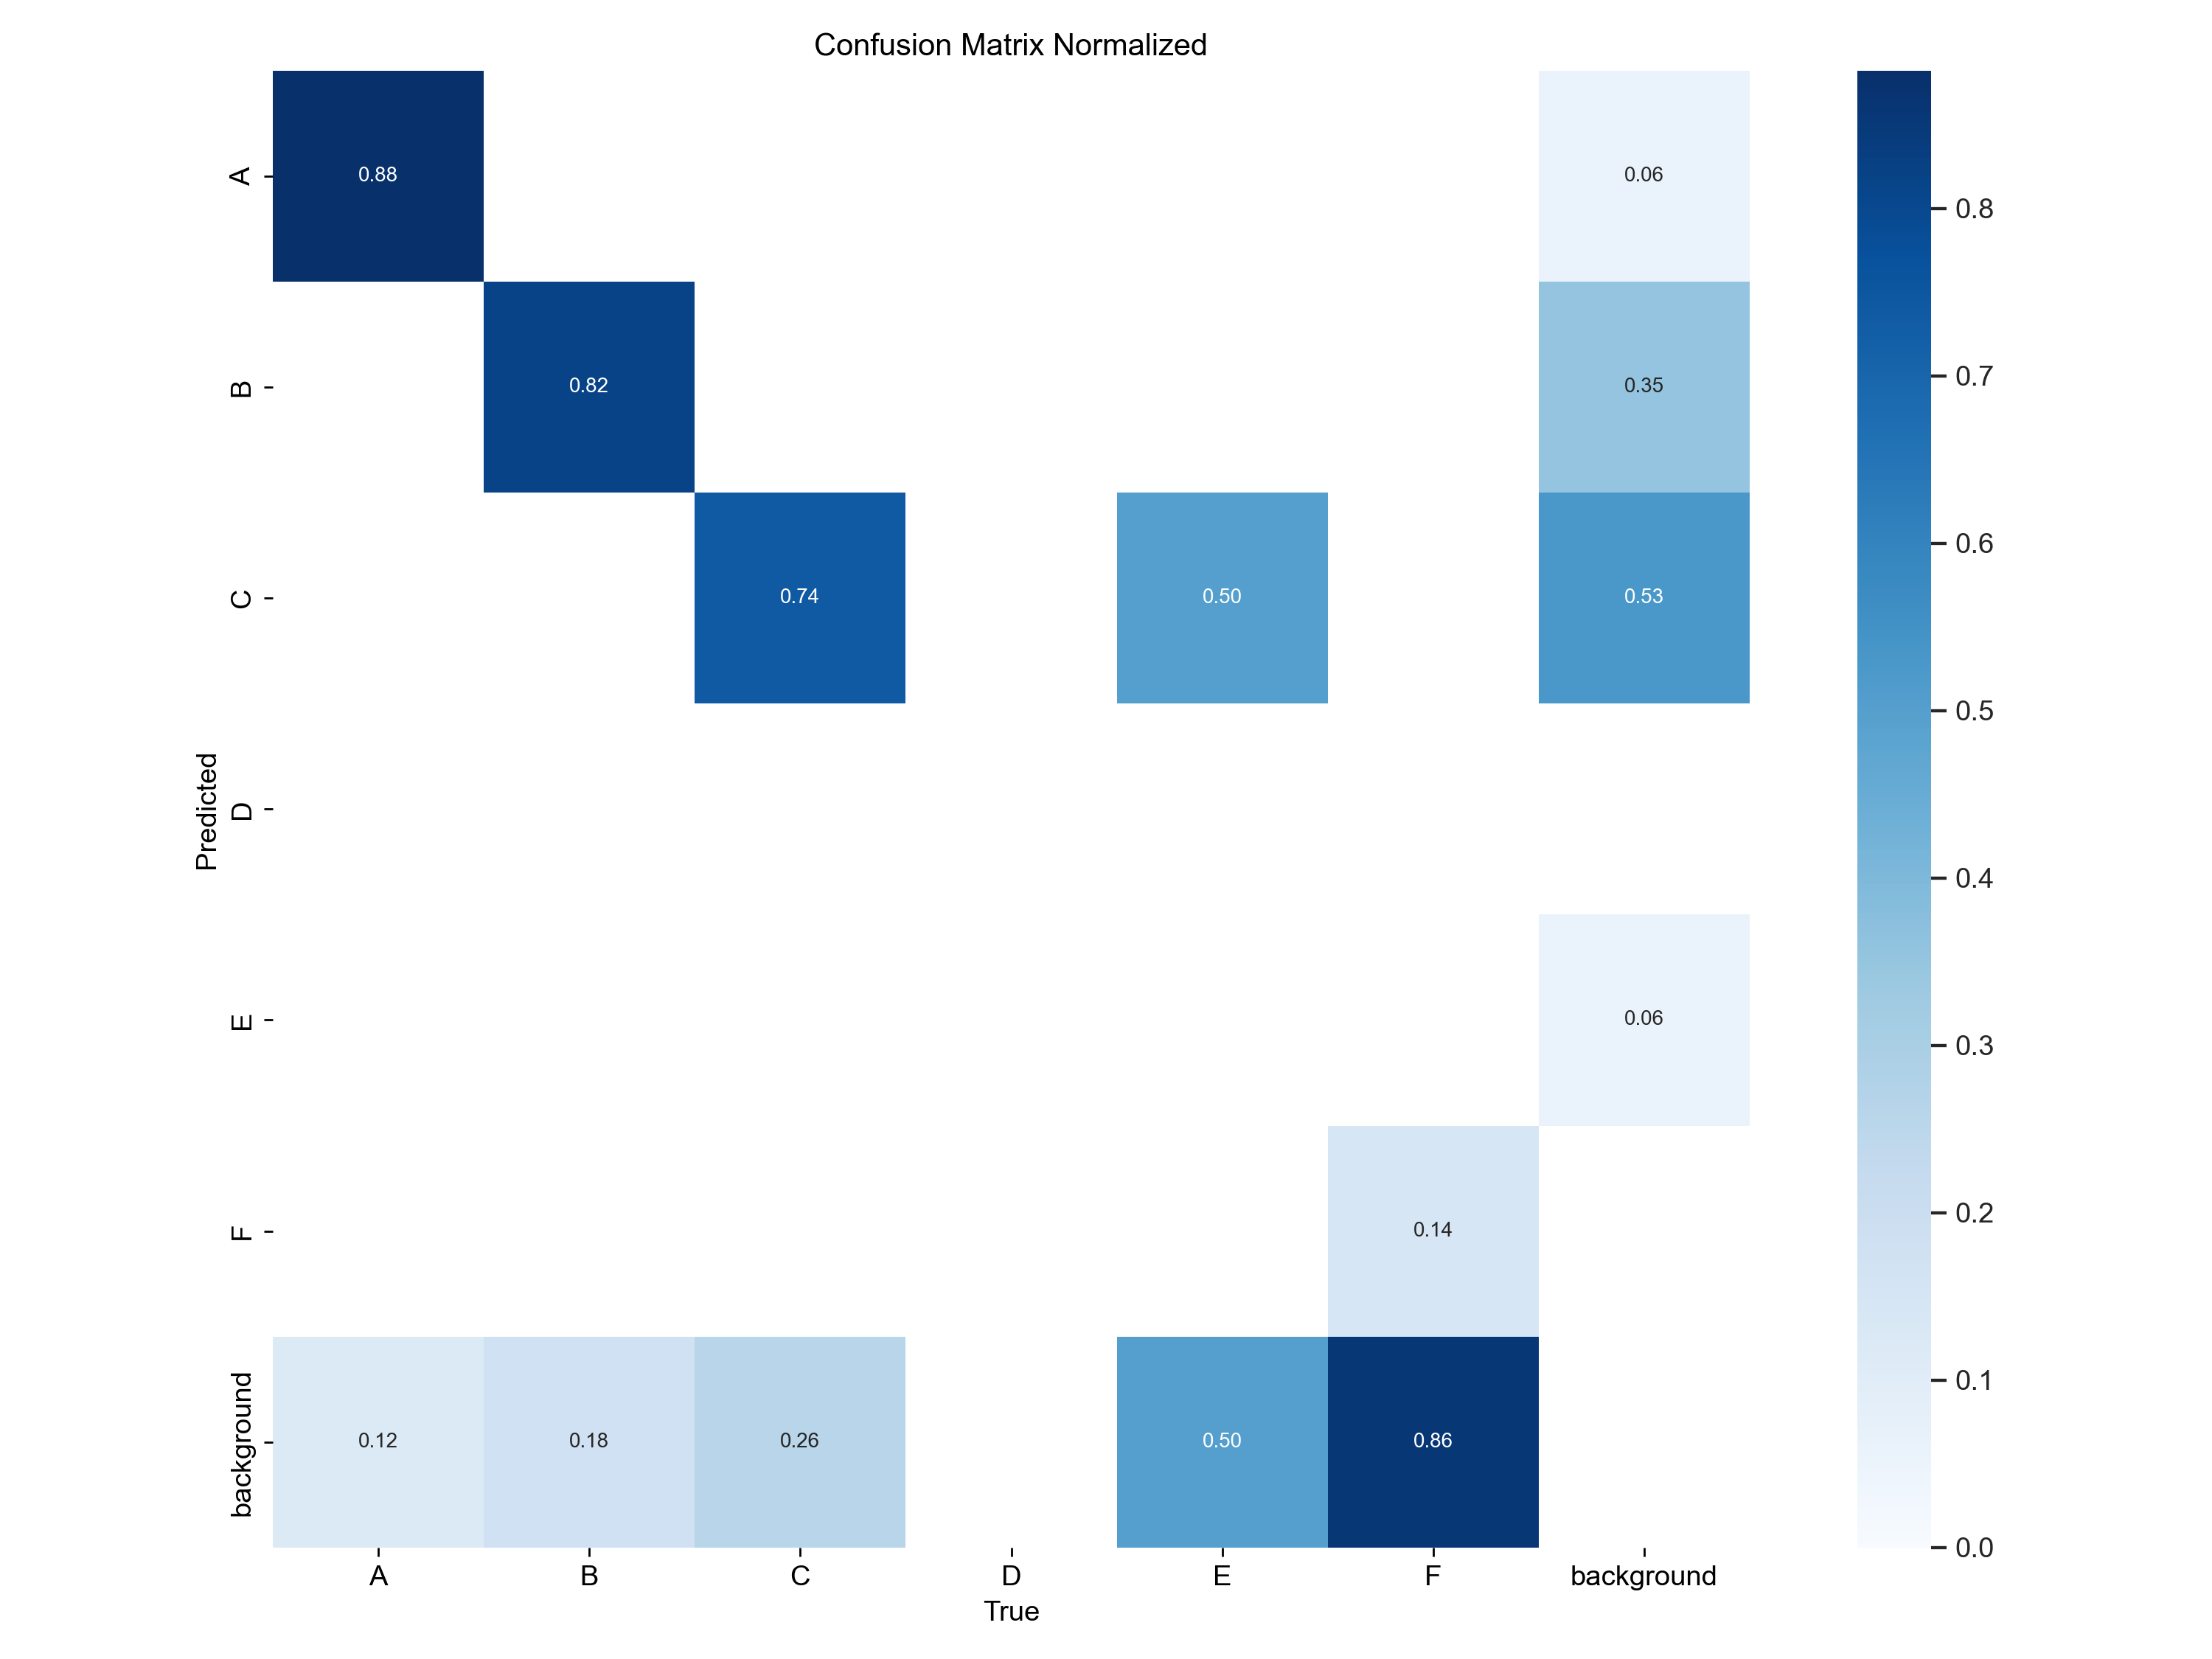 Confusion Matrix Normalized
A
0.88
0.06
0.8
B
0.82
0.35
0.7
C
0.74
0.50
0.53
0.6
0.5
Predicted
D
0.4
E
0.06
0.3
F
0.14
0.2
background
0.12
0.18
0.26
0.50
0.86
0.1
0.0
A B C D E F background
True